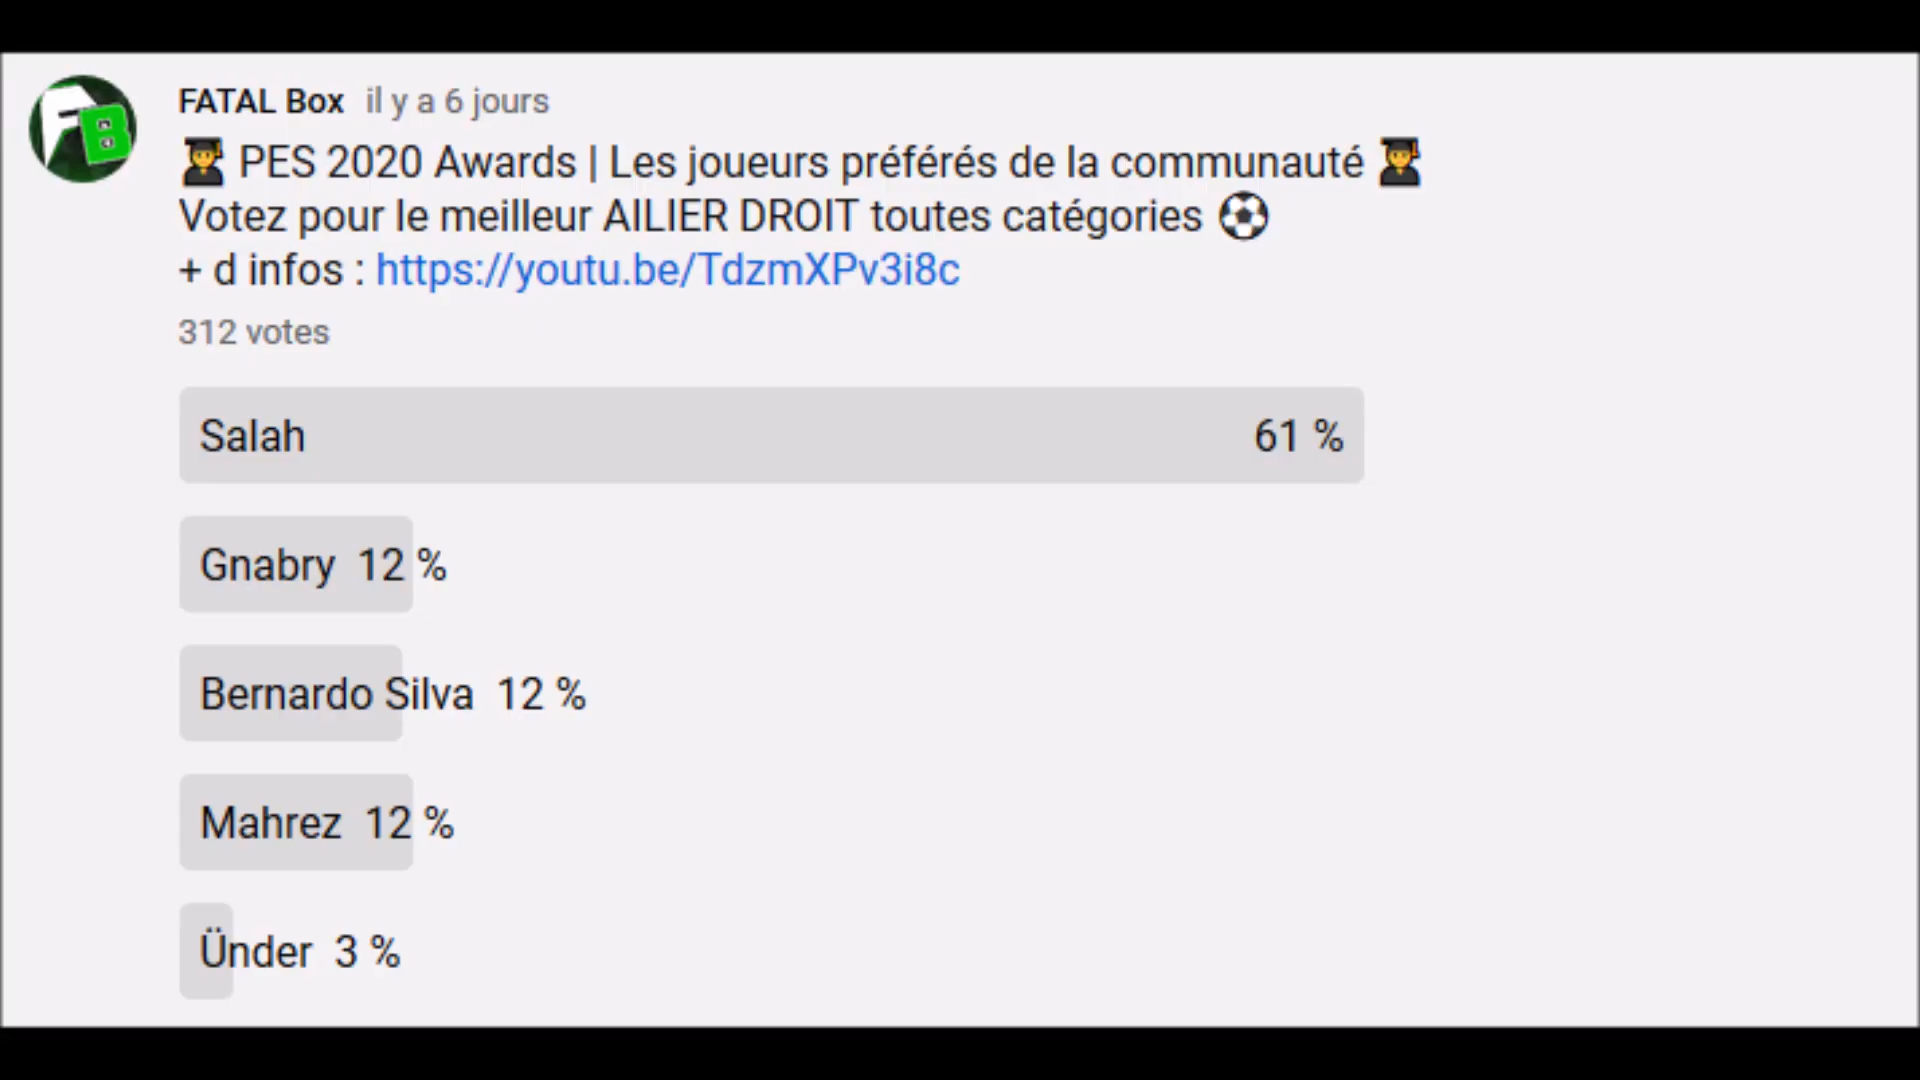 FATAL Box il y a 6 jours
👨‍🎓 PES 2020 Awards | Les joueurs préférés de la communauté 👨‍🎓
Votez pour le meilleur AILIER DROIT toutes catégories ⚽
+ d infos : https://youtu.be/TdzmXPv3i8c
312 votes
Salah 61 %
Gnabry 12 %
Bernardo Silva 12 %
Mahrez 12 %
Ünder 3 %